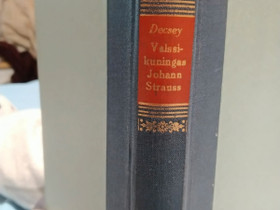 Decsey
Valssi-
kuningas
Johann
Strauss